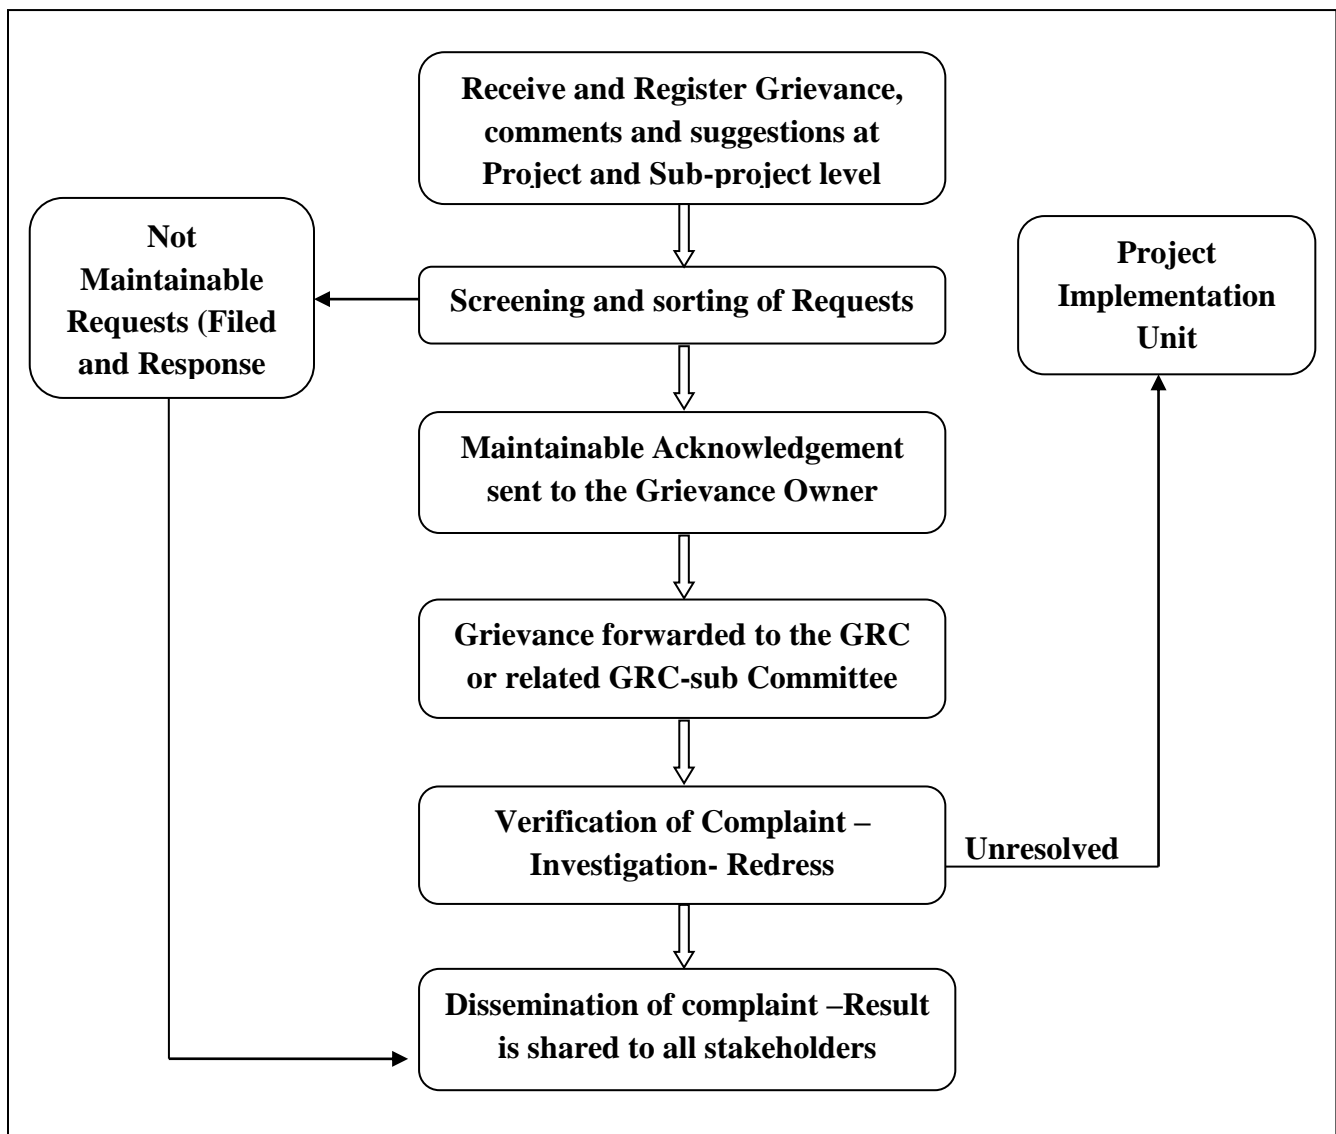 Receive and Register Grievance,
comments and suggestions at
Project and Sub-project level
Not
Maintainable
Requests (Filed
and Response
Project
Implementation
Unit
Screening and sorting of Requests
Maintainable Acknowledgement
sent to the Grievance Owner
Grievance forwarded to the GRC
or related GRC-sub Committee
Verification of Complaint –
Investigation- Redress
Unresolved
Dissemination of complaint –Result
is shared to all stakeholders